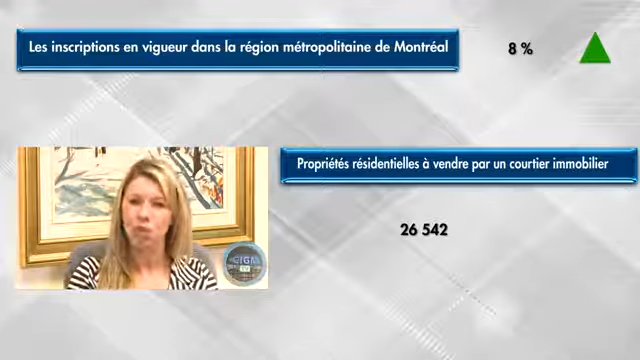 Les inscriptions en vigueur dans la région métropolitaine de Montréal
8 %
Propriétés résidentielles à vendre par un courtier immobilier
26 542
TV